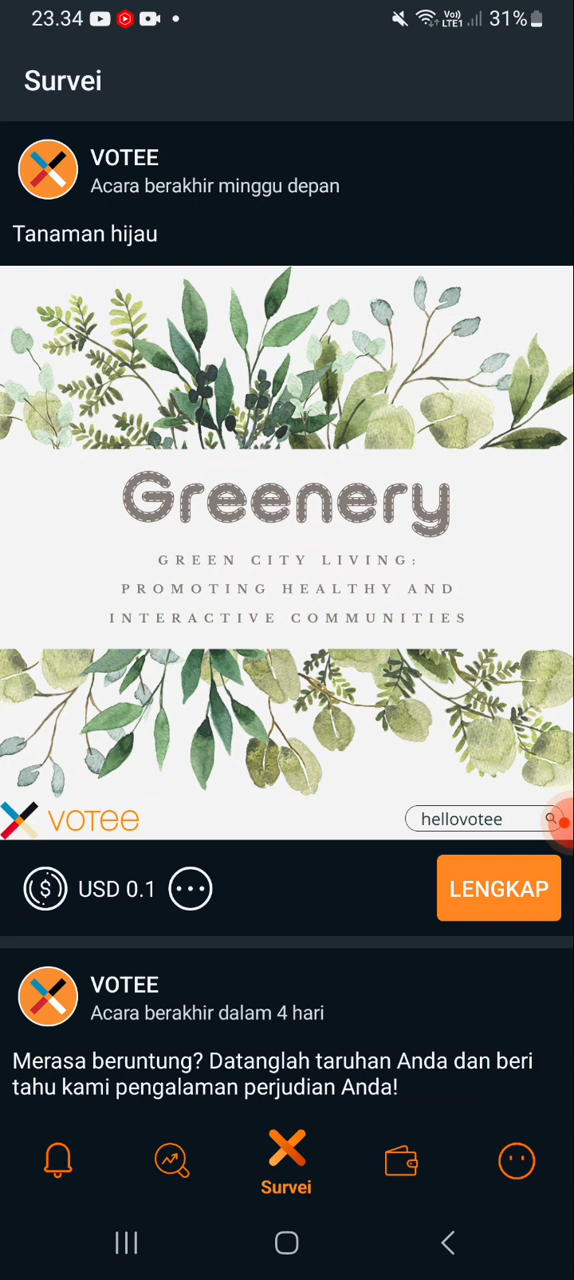 23.34
Vo))
LTE1
31%
Survei
VOTEE
Acara berakhir minggu depan
Tanaman hijau
Greenery
GREEN CITY LIVING:
PROMOTING HEALTHY AND
INTERACTIVE COMMUNITIES
VOTEE
hellovotee
USD 0.1
LENGKAP
VOTEE
Acara berakhir dalam 4 hari
Merasa beruntung? Datanglah taruhan Anda dan beri
tahu kami pengalaman perjudian Anda!
Survei